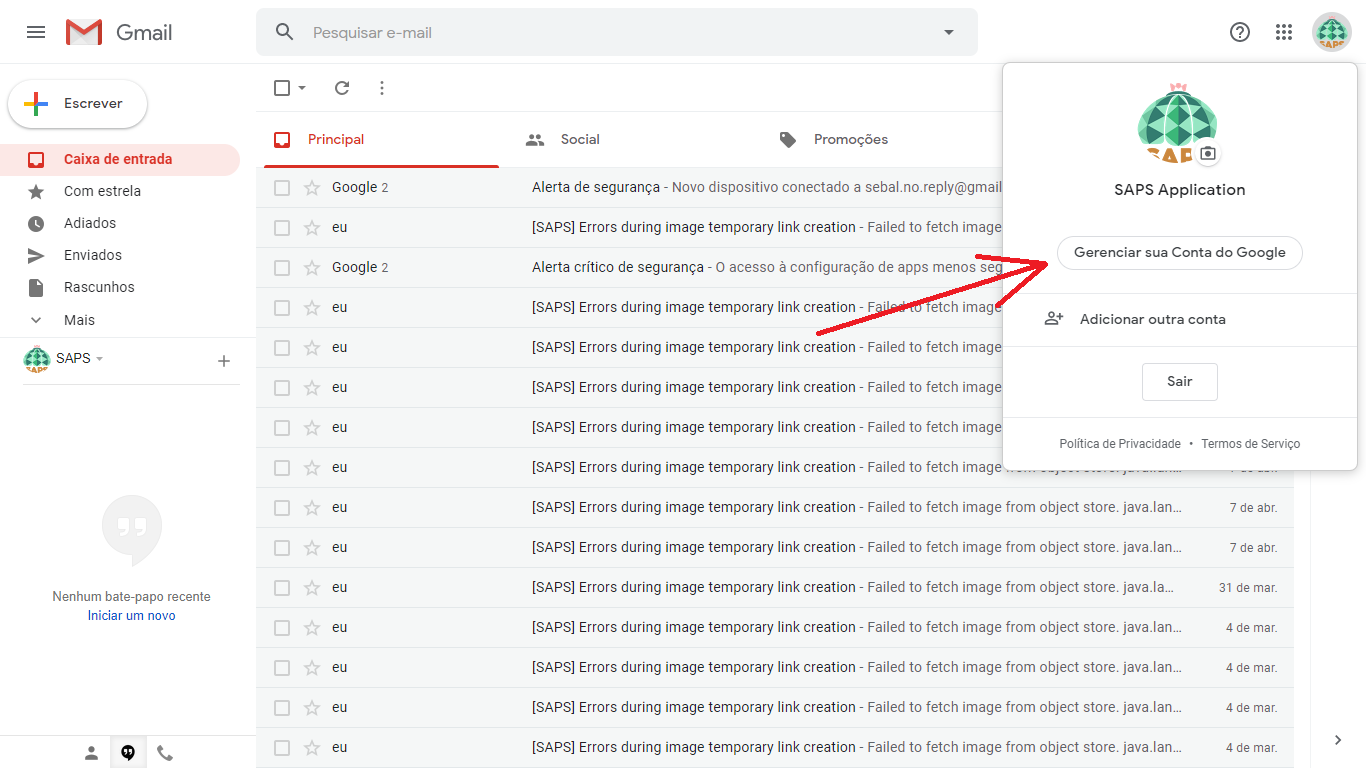 Gmail
Pesquisar e-mail
Escrever
Caixa de entrada
Com estrela
Adiados
Enviados
Rascunhos
Mais
SAPS
Nenhum bate-papo recente
Iniciar um novo
Principal
Social
Promoções
Google 2 Alerta de segurança - Novo dispositivo conectado a sebal.no.reply@gmail
eu [SAPS] Errors during image temporary link creation - Failed to fetch image
Google 2 Alerta crítico de segurança - O acesso à configuração de apps menos seg
eu [SAPS] Errors during image temporary link creation - Failed to fetch image
eu [SAPS] Errors during image temporary link creation - Failed to fetch image
eu [SAPS] Errors during image temporary link creation - Failed to fetch image
eu [SAPS] Errors during image temporary link creation - Failed to fetch image
eu [SAPS] Errors during image temporary link creation - Failed to fetch image from object store.
eu [SAPS] Errors during image temporary link creation - Failed to fetch image from object store. java.lan... 7 de abr.
eu [SAPS] Errors during image temporary link creation - Failed to fetch image from object store. java.lan... 7 de abr.
eu [SAPS] Errors during image temporary link creation - Failed to fetch image from object store. java.la... 31 de mar.
eu [SAPS] Errors during image temporary link creation - Failed to fetch image from object store. java.lan... 4 de mar.
eu [SAPS] Errors during image temporary link creation - Failed to fetch image from object store. java.lan... 4 de mar.
eu [SAPS] Errors during image temporary link creation - Failed to fetch image from object store. java.lan... 4 de mar.
eu [SAPS] Errors during image temporary link creation - Failed to fetch image from object store. java.lan... 4 de mar.
SAPS Application
Gerenciar sua Conta do Google
Adicionar outra conta
Sair
Política de Privacidade • Termos de Serviço